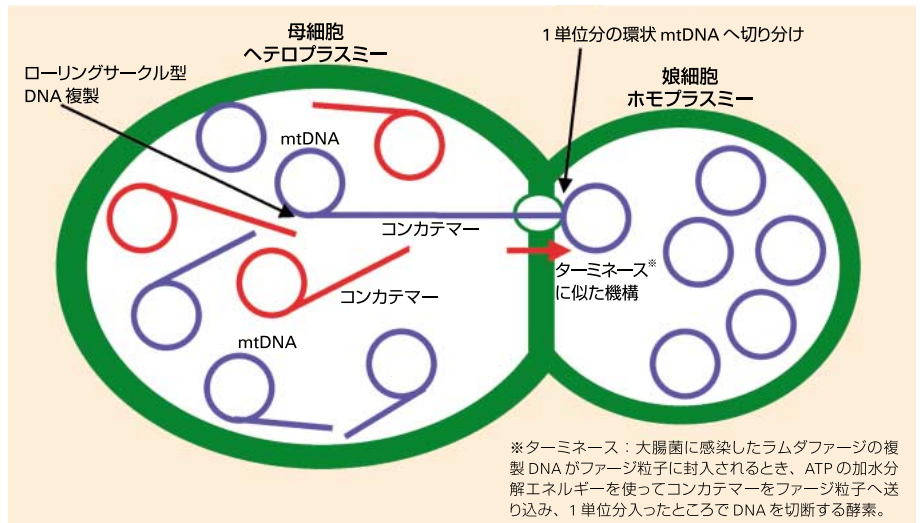 母細胞
ヘテロプラスミー
1単位分の環状 mtDNA へ切り分け
ローリングサークル型
DNA 複製
娘細胞
ホモプラスミー
mtDNA
コンカテマー
ターミネース※
に似た機構
コンカテマー
mtDNA
※ターミネース:大腸菌に感染したラムダファージの複
製 DNA がファージ粒子に封入されるとき、ATP の加水分
解エネルギーを使ってコンカテマーをファージ粒子へ送
り込み、1単位分入ったところで DNA を切断する酵素。